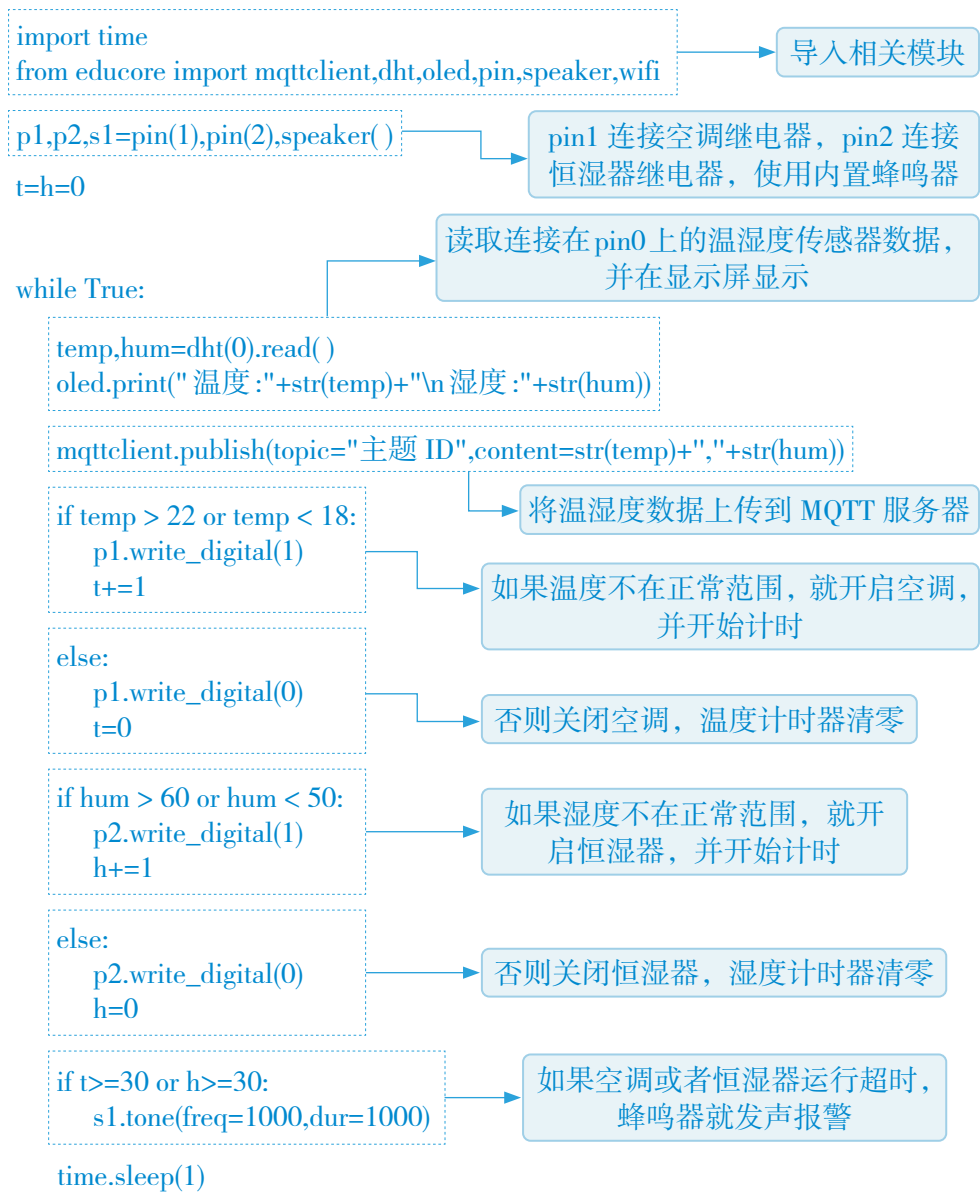 import time
from educore import mqttclient,dht,oled,pin,speaker,wifi
导入相关模块
p1,p2,s1=pin(1),pin(2),speaker( )
pin1 连接空调继电器，pin2 连接
恒湿器继电器，使用内置蜂鸣器
t=h=0
读取连接在pin0上的温湿度传感器数据，
并在显示屏显示
while True:
temp,hum=dht(0).read( )
oled.print("温度:"+str(temp)+"\n湿度:"+str(hum))
mqttclient.publish(topic="主题 ID",content=str(temp)+","+str(hum))
将温湿度数据上传到 MQTT 服务器
if temp > 22 or temp < 18:
p1.write_digital(1)
t+=1
如果温度不在正常范围，就开启空调，
并开始计时
else:
p1.write_digital(0)
t=0
否则关闭空调，温度计时器清零
if hum > 60 or hum < 50:
p2.write_digital(1)
h+=1
如果湿度不在正常范围，就开
启恒湿器，并开始计时
else:
p2.write_digital(0)
h=0
否则关闭恒湿器，湿度计时器清零
if t>=30 or h>=30:
s1.tone(freq=1000,dur=1000)
如果空调或者恒湿器运行超时，
蜂鸣器就发声报警
time.sleep(1)